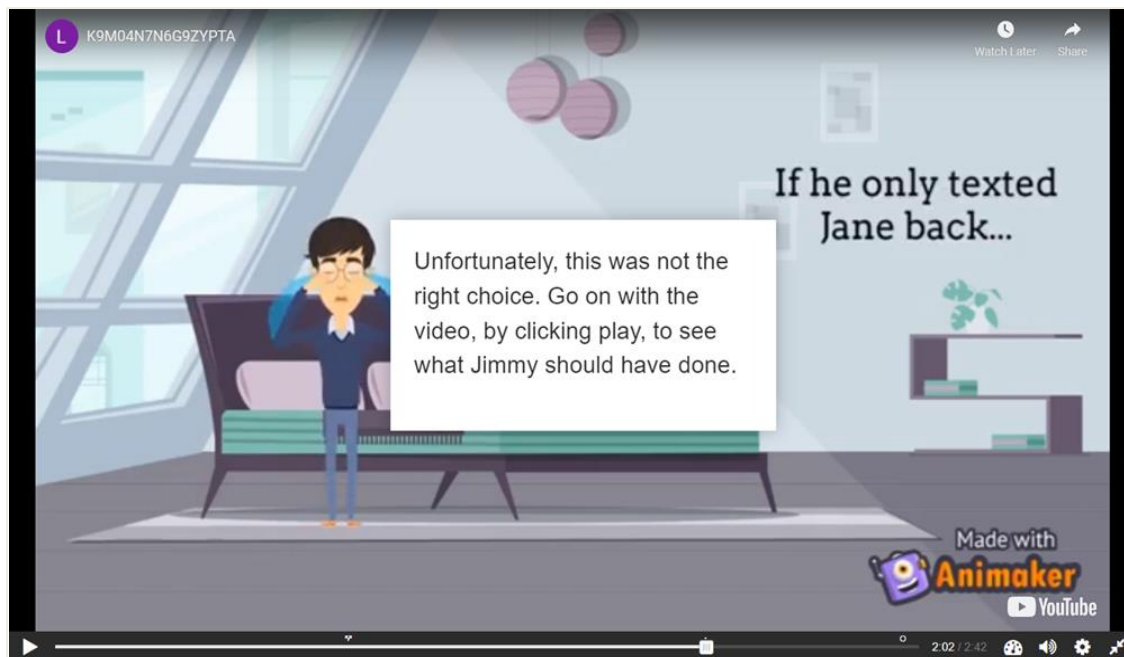 L K9M04N7N6G9ZYPTA
Watch Later Share
If he only texted
Jane back...
Unfortunately, this was not the
right choice. Go on with the
video, by clicking play, to see
what Jimmy should have done.
Made with
Animaker
YouTube
2:02 / 2:42